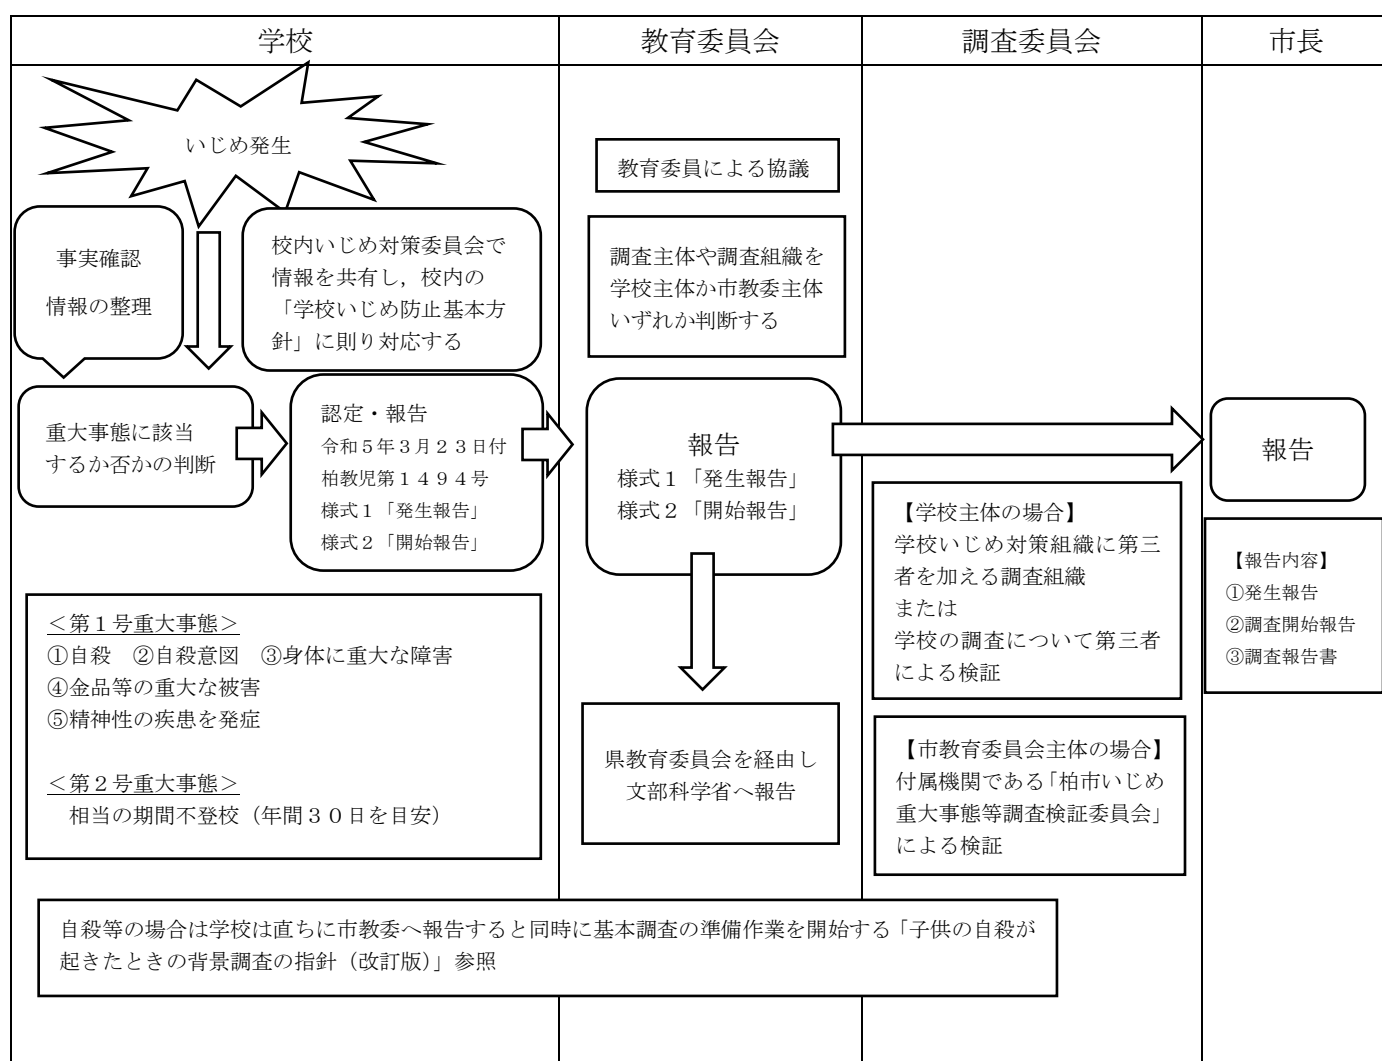 学校
教育委員会
調査委員会
市長
いじめ発生
事実確認
情報の整理
校内いじめ対策委員会で
情報を共有し，校内の
「学校いじめ防止基本方
針」に則り対応する
重大事態に該当
するか否かの判断
認定・報告
令和５年３月２３日付
柏教児第１４９４号
様式１「発生報告」
様式２「開始報告」
＜第１号重大事態＞
①自殺　②自殺意図　③身体に重大な障害
④金品等の重大な被害
⑤精神性の疾患を発症
＜第２号重大事態＞
相当の期間不登校（年間３０日を目安）
教育委員による協議
調査主体や調査組織を
学校主体か市教委主体
いずれか判断する
報告
様式１「発生報告」
様式２「開始報告」
県教育委員会を経由し
文部科学省へ報告
【学校主体の場合】
学校いじめ対策組織に第三
者を加える調査組織
または
学校の調査について第三者
による検証
【市教育委員会主体の場合】
付属機関である「柏市いじめ
重大事態等調査検証委員会」
による検証
報告
【報告内容】
①発生報告
②調査開始報告
③調査報告書
自殺等の場合は学校は直ちに市教委へ報告すると同時に基本調査の準備作業を開始する「子供の自殺が
起きたときの背景調査の指針（改訂版）」参照